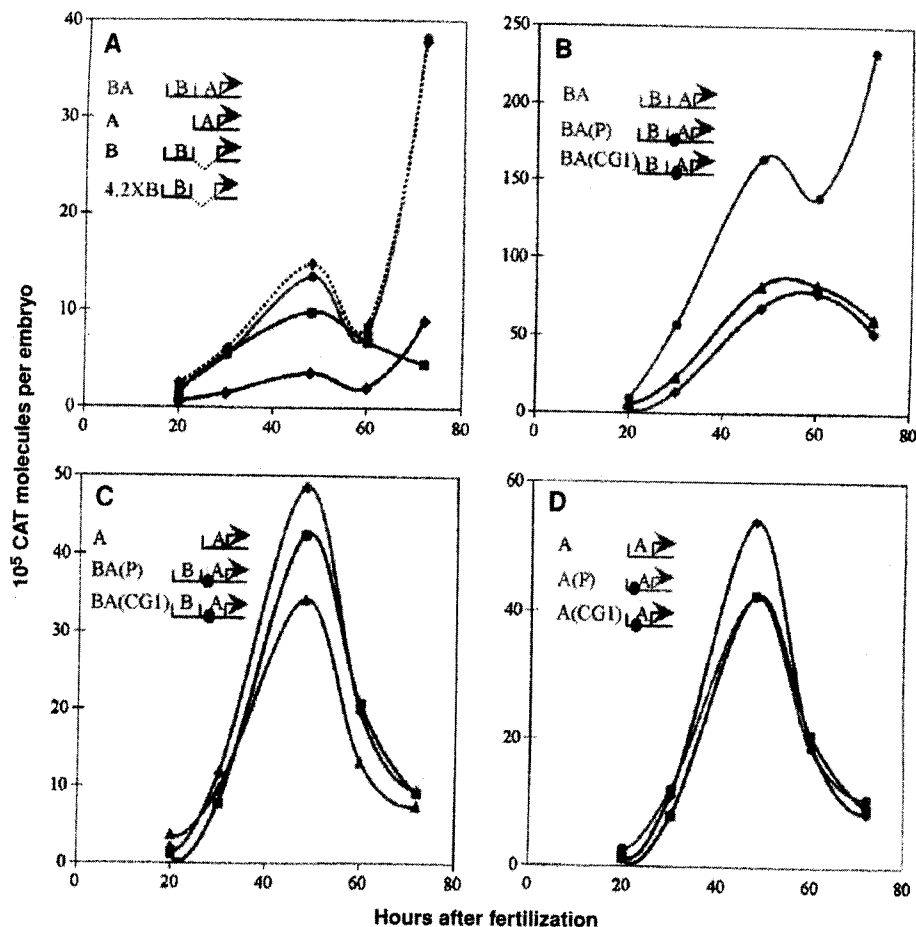 A
BA B A
A A
B B
4.2XB B
40
30
20
10
0
0 20 40 60 80
B
BA B A
BA(P) B A
BA(CG1) B A
250
200
150
100
50
0
0 20 40 60 80
C
A A
BA(P) B A
BA(CG1) B A
50
40
30
20
10
0
0 20 40 60 80
D
A A
A(P) A
A(CG1) A
60
40
20
0
0 20 40 60 80
10⁵ CAT molecules per embryo
Hours after fertilization